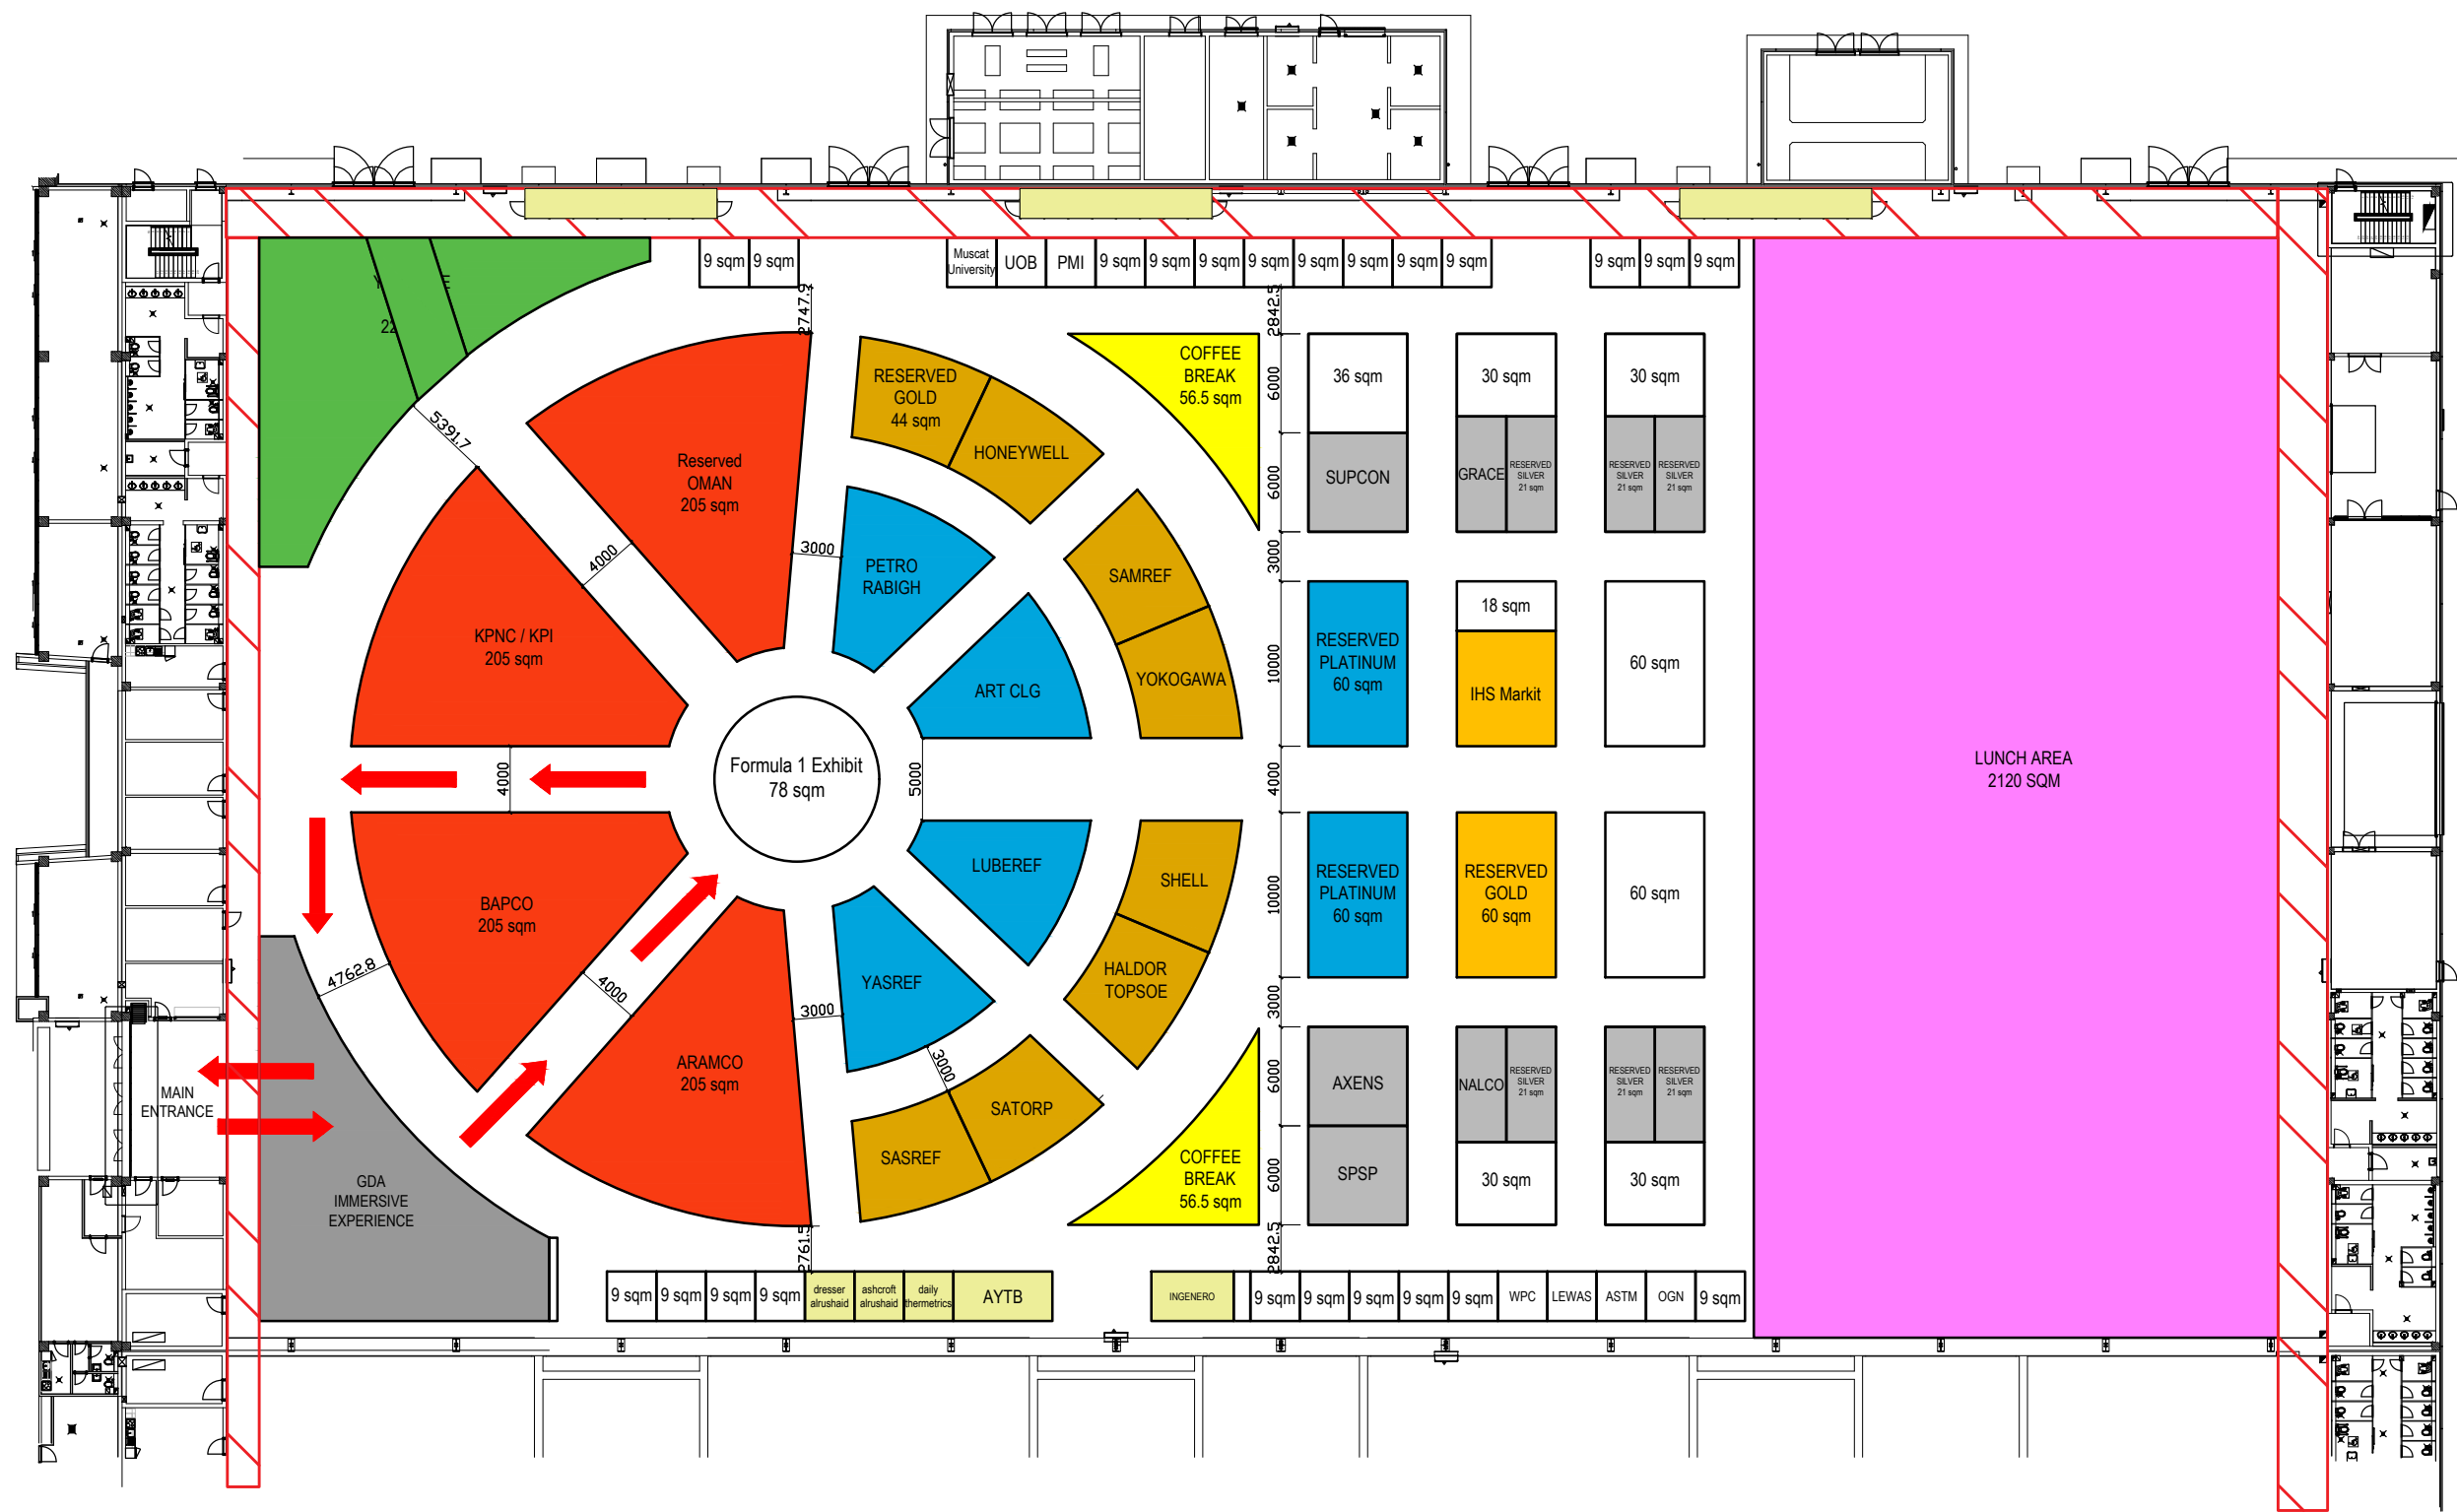 Muscat
University
UOB
PMI
9 sqm
9 sqm
9 sqm
9 sqm
9 sqm
9 sqm
9 sqm
9 sqm
9 sqm
9 sqm
9 sqm
9 sqm
9 sqm
22
2747.9
2842.5
5391.7
Reserved
OMAN
205 sqm
RESERVED
GOLD
44 sqm
HONEYWELL
COFFEE
BREAK
56.5 sqm
6000
36 sqm
30 sqm
30 sqm
6000
SUPCON
GRACE
RESERVED
SILVER
21 sqm
RESERVED
SILVER
21 sqm
RESERVED
SILVER
21 sqm
4000
3000
PETRO
RABIGH
SAMREF
3000
KPNC / KPI
205 sqm
ART CLG
YOKOGAWA
10000
RESERVED
PLATINUM
60 sqm
18 sqm
IHS Markit
60 sqm
4000
Formula 1 Exhibit
78 sqm
5000
4000
LUNCH AREA
2120 SQM
BAPCO
205 sqm
LUBEREF
SHELL
HALDOR
TOPSOE
10000
RESERVED
PLATINUM
60 sqm
RESERVED
GOLD
60 sqm
60 sqm
4762.8
4000
3000
YASREF
3000
3000
ARAMCO
205 sqm
SATORP
SASREF
MAIN
ENTRANCE
GDA
IMMERSIVE
EXPERIENCE
COFFEE
BREAK
56.5 sqm
6000
AXENS
NALCO
RESERVED
SILVER
21 sqm
RESERVED
SILVER
21 sqm
RESERVED
SILVER
21 sqm
6000
SPSP
30 sqm
30 sqm
2761.5
2842.5
9 sqm
9 sqm
9 sqm
9 sqm
dresser
alrushaid
ashcroft
alrushaid
daily
thermetrics
AYTB
INGENERO
9 sqm
9 sqm
9 sqm
9 sqm
9 sqm
WPC
LEWAS
ASTM
OGN
9 sqm